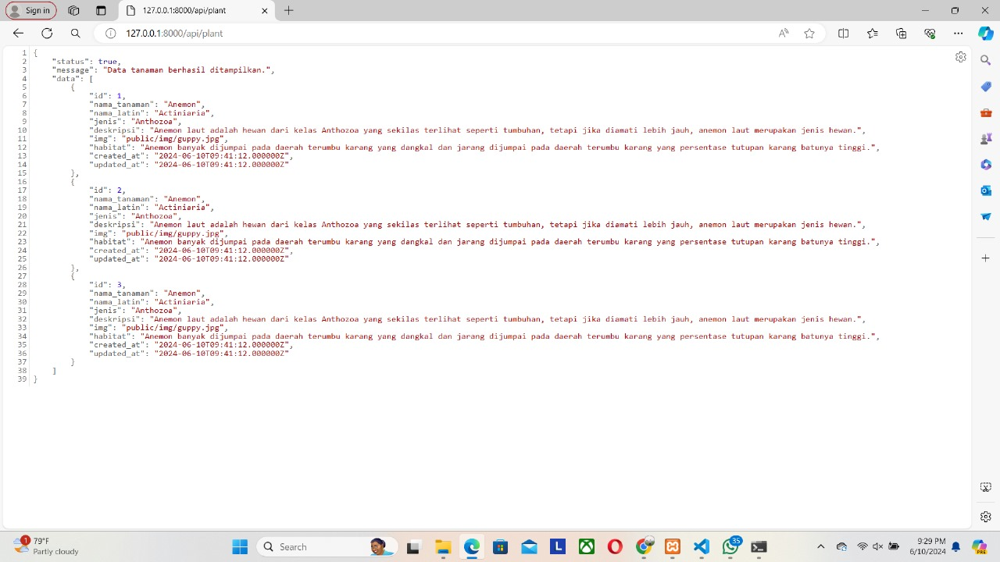 Sign in
127.0.0.1:8000/api/plant
127.0.0.1:8000/api/plant
1 {
2 "status": true,
3 "message": "Data tanaman berhasil ditampilkan.",
4 "data": [
5 {
6 "id": 1,
7 "nama_tanaman": "Anemon",
8 "nama_latin": "Actiniaria",
9 "jenis": "Anthozoa",
10 "deskripsi": "Anemon laut adalah hewan dari kelas Anthozoa yang sekilas terlihat seperti tumbuhan, tetapi jika diamati lebih jauh, anemon laut merupakan jenis hewan.",
11 "img": "public/img/guppy.jpg",
12 "habitat": "Anemon banyak dijumpai pada daerah terumbu karang yang dangkal dan jarang dijumpai pada daerah terumbu karang yang persentase tutupan karang batunya tinggi.",
13 "created_at": "2024-06-10T09:41:12.000000Z",
14 "updated_at": "2024-06-10T09:41:12.000000Z"
15 },
16 {
17 "id": 2,
18 "nama_tanaman": "Anemon",
19 "nama_latin": "Actiniaria",
20 "jenis": "Anthozoa",
21 "deskripsi": "Anemon laut adalah hewan dari kelas Anthozoa yang sekilas terlihat seperti tumbuhan, tetapi jika diamati lebih jauh, anemon laut merupakan jenis hewan.",
22 "img": "public/img/guppy.jpg",
23 "habitat": "Anemon banyak dijumpai pada daerah terumbu karang yang dangkal dan jarang dijumpai pada daerah terumbu karang yang persentase tutupan karang batunya tinggi.",
24 "created_at": "2024-06-10T09:41:12.000000Z",
25 "updated_at": "2024-06-10T09:41:12.000000Z"
26 },
27 {
28 "id": 3,
29 "nama_tanaman": "Anemon",
30 "nama_latin": "Actiniaria",
31 "jenis": "Anthozoa",
32 "deskripsi": "Anemon laut adalah hewan dari kelas Anthozoa yang sekilas terlihat seperti tumbuhan, tetapi jika diamati lebih jauh, anemon laut merupakan jenis hewan.",
33 "img": "public/img/guppy.jpg",
34 "habitat": "Anemon banyak dijumpai pada daerah terumbu karang yang dangkal dan jarang dijumpai pada daerah terumbu karang yang persentase tutupan karang batunya tinggi.",
35 "created_at": "2024-06-10T09:41:12.000000Z",
36 "updated_at": "2024-06-10T09:41:12.000000Z"
37 }
38 ]
39 }
1
79°F
Partly cloudy
Search
L
35
9:29 PM
6/10/2024
PRE